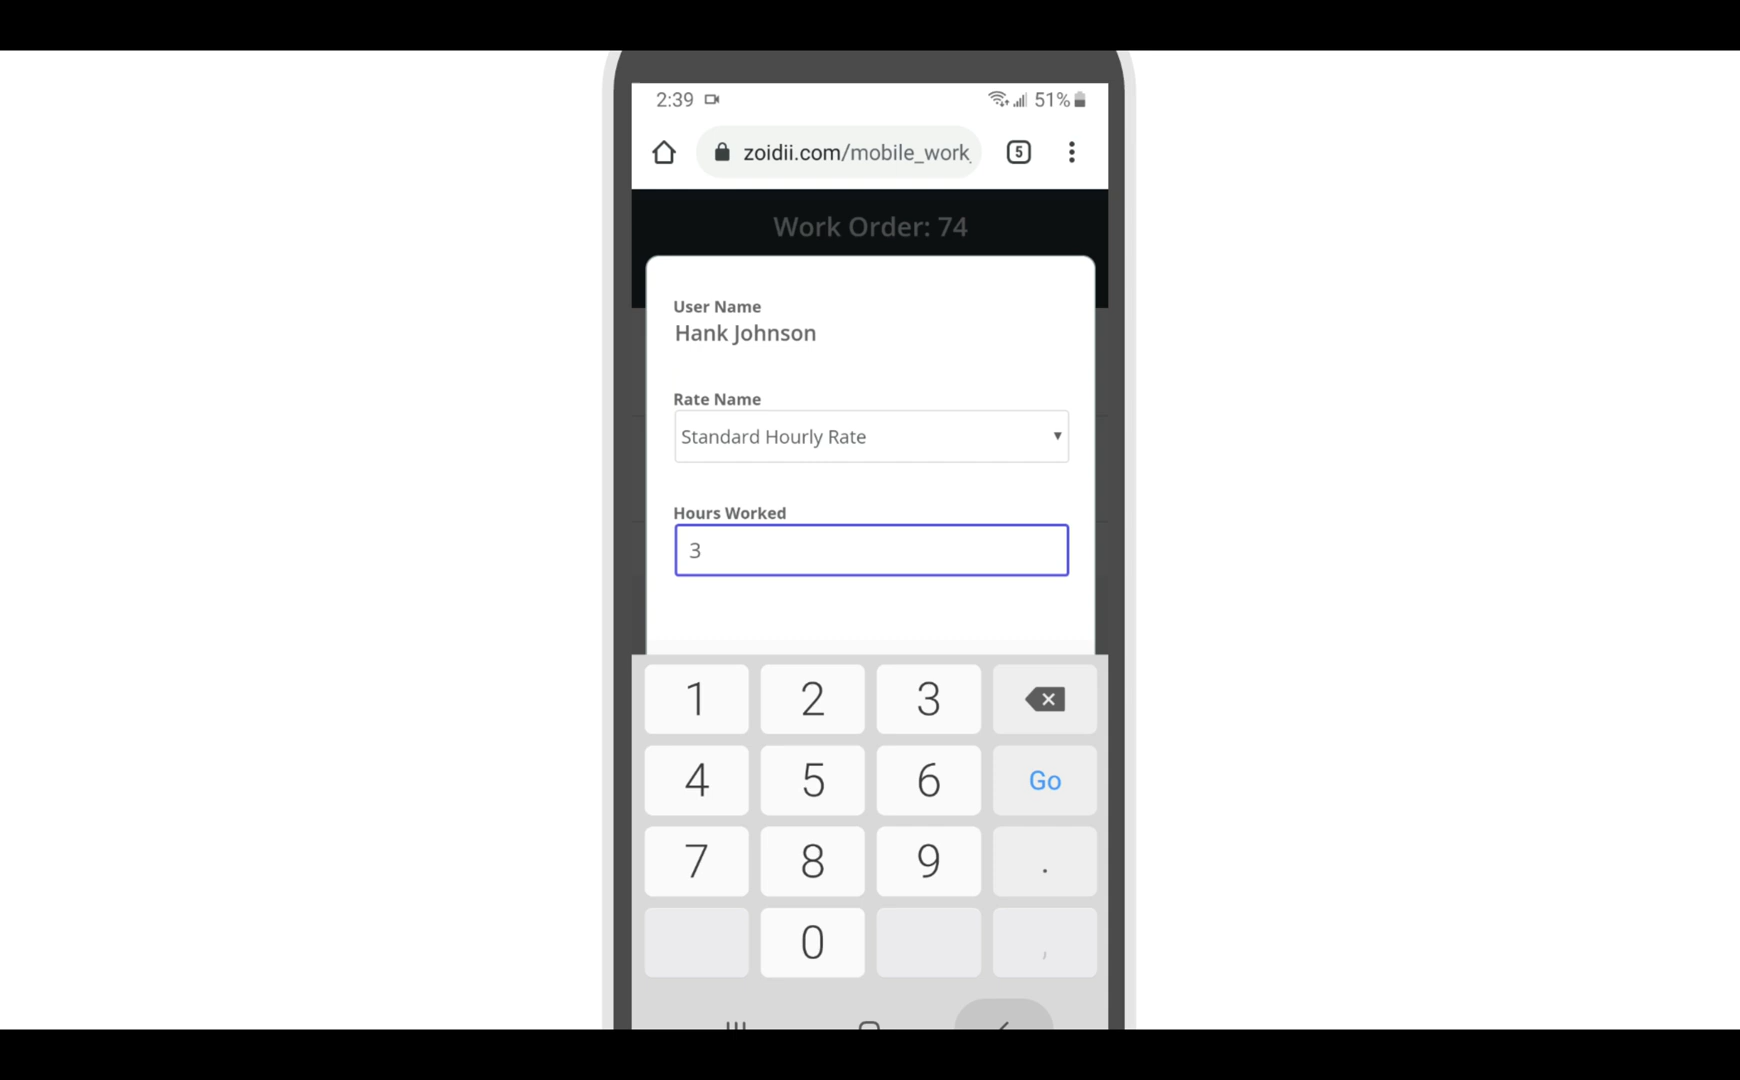 2:39 51%
zoidii.com/mobile_work 5
Work Order: 74
User Name
Hank Johnson
Rate Name
Standard Hourly Rate
Hours Worked
3
1 2 3
4 5 6 Go
7 8 9 .
0 ,